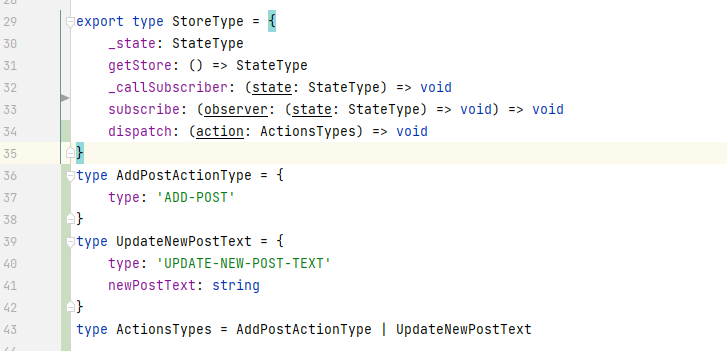 28
29 export type StoreType = {
30     _state: StateType
31     getStore: () => StateType
32     _callSubscriber: (state: StateType) => void
33     subscribe: (observer: (state: StateType) => void) => void
34     dispatch: (action: ActionsTypes) => void
35 }
36 type AddPostActionType = {
37     type: 'ADD-POST'
38 }
39 type UpdateNewPostText = {
40     type: 'UPDATE-NEW-POST-TEXT'
41     newPostText: string
42 }
43 type ActionsTypes = AddPostActionType | UpdateNewPostText
44